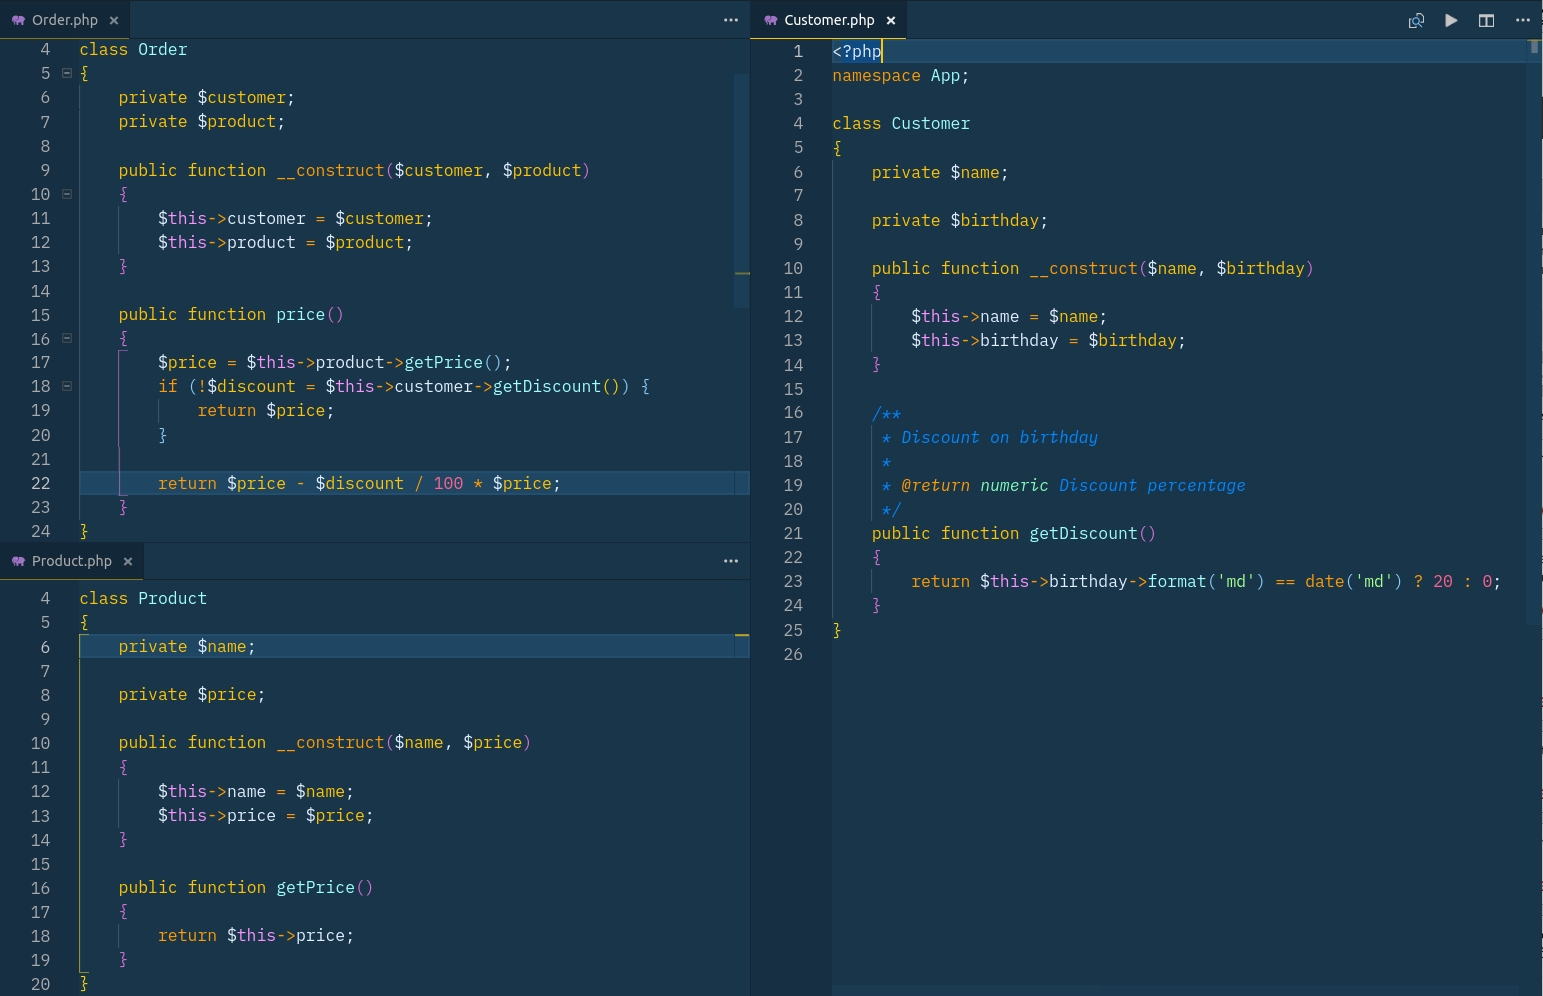 Order.php
4 class Order
5 {
6     private $customer;
7     private $product;
8
9     public function __construct($customer, $product)
10     {
11         $this->customer = $customer;
12         $this->product = $product;
13     }
14
15     public function price()
16     {
17         $price = $this->product->getPrice();
18         if (!$discount = $this->customer->getDiscount()) {
19             return $price;
20         }
21
22         return $price - $discount / 100 * $price;
23     }
24 }
Product.php
4 class Product
5 {
6     private $name;
7
8     private $price;
9
10     public function __construct($name, $price)
11     {
12         $this->name = $name;
13         $this->price = $price;
14     }
15
16     public function getPrice()
17     {
18         return $this->price;
19     }
20 }
Customer.php
1 <?php
2 namespace App;
3
4 class Customer
5 {
6     private $name;
7
8     private $birthday;
9
10     public function __construct($name, $birthday)
11     {
12         $this->name = $name;
13         $this->birthday = $birthday;
14     }
15
16     /**
17      * Discount on birthday
18      *
19      * @return numeric Discount percentage
20      */
21     public function getDiscount()
22     {
23         return $this->birthday->format('md') == date('md') ? 20 : 0;
24     }
25 }
26